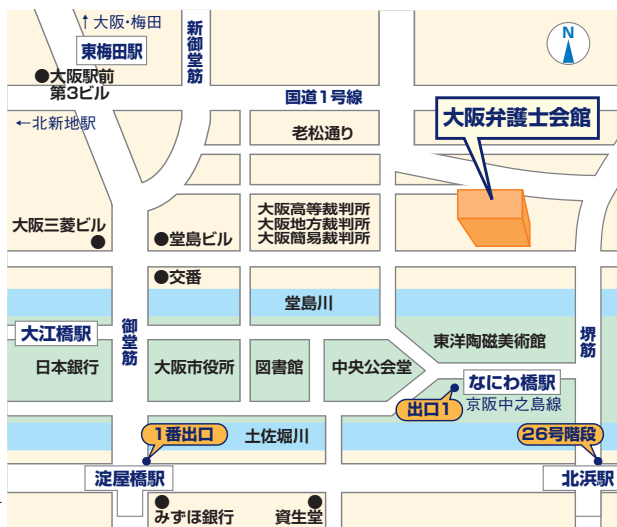 ↑大阪・梅田
東梅田駅
新御堂筋
N
●大阪駅前
第3ビル
国道1号線
←北新地駅
大阪弁護士会館
老松通り
大阪三菱ビル
●堂島ビル
大阪高等裁判所
大阪地方裁判所
大阪簡易裁判所
●交番
堂島川
大江橋駅
御堂筋
東洋陶磁美術館
堺筋
日本銀行
大阪市役所
図書館
中央公会堂
なにわ橋駅
出口1
京阪中之島線
1番出口
土佐堀川
26号階段
淀屋橋駅
北浜駅
みずほ銀行
資生堂